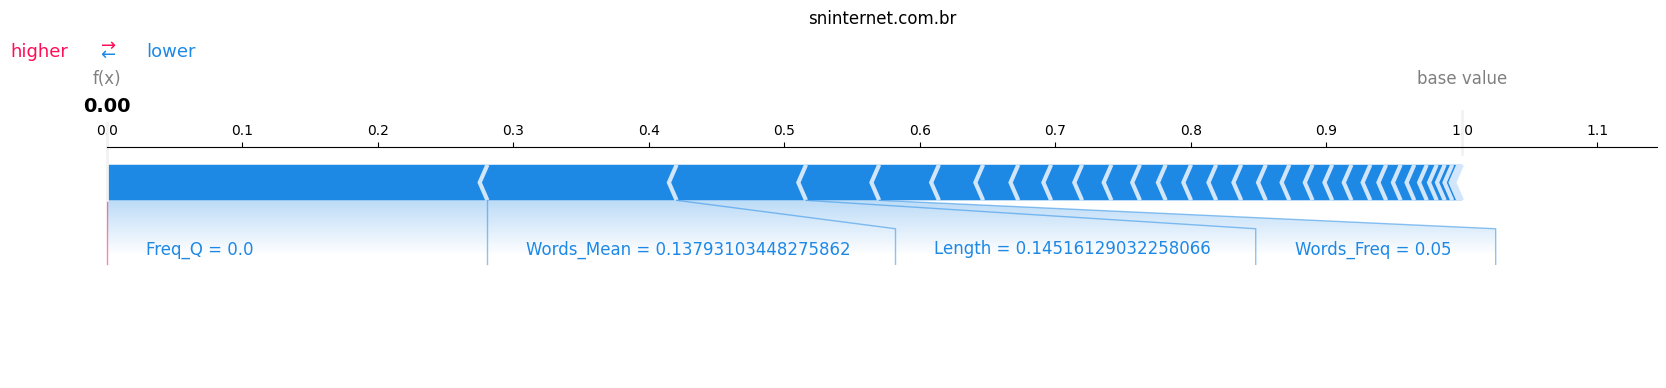 sninternet.com.br
higher → ← lower
f(x) base value
0.00
0 0 0.1 0.2 0.3 0.4 0.5 0.6 0.7 0.8 0.9 1 0 1.1
Freq_Q = 0.0 Words_Mean = 0.13793103448275862 Length = 0.14516129032258066 Words_Freq = 0.05